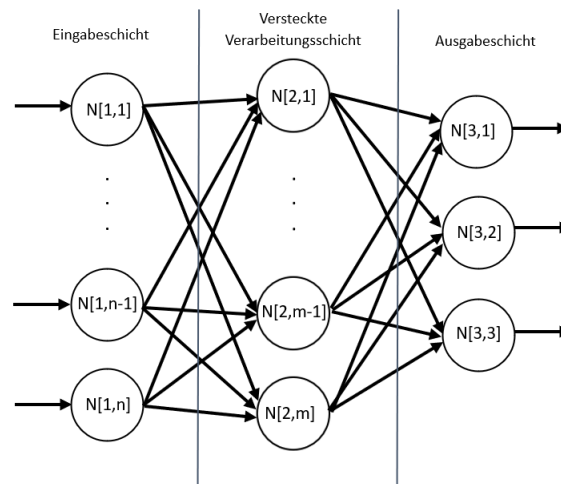 Eingabeschicht
Versteckte
Verarbeitungsschicht
Ausgabeschicht
N[1,1]
N[2,1]
N[3,1]
N[3,2]
N[1,n-1]
N[2,m-1]
N[3,3]
N[1,n]
N[2,m]